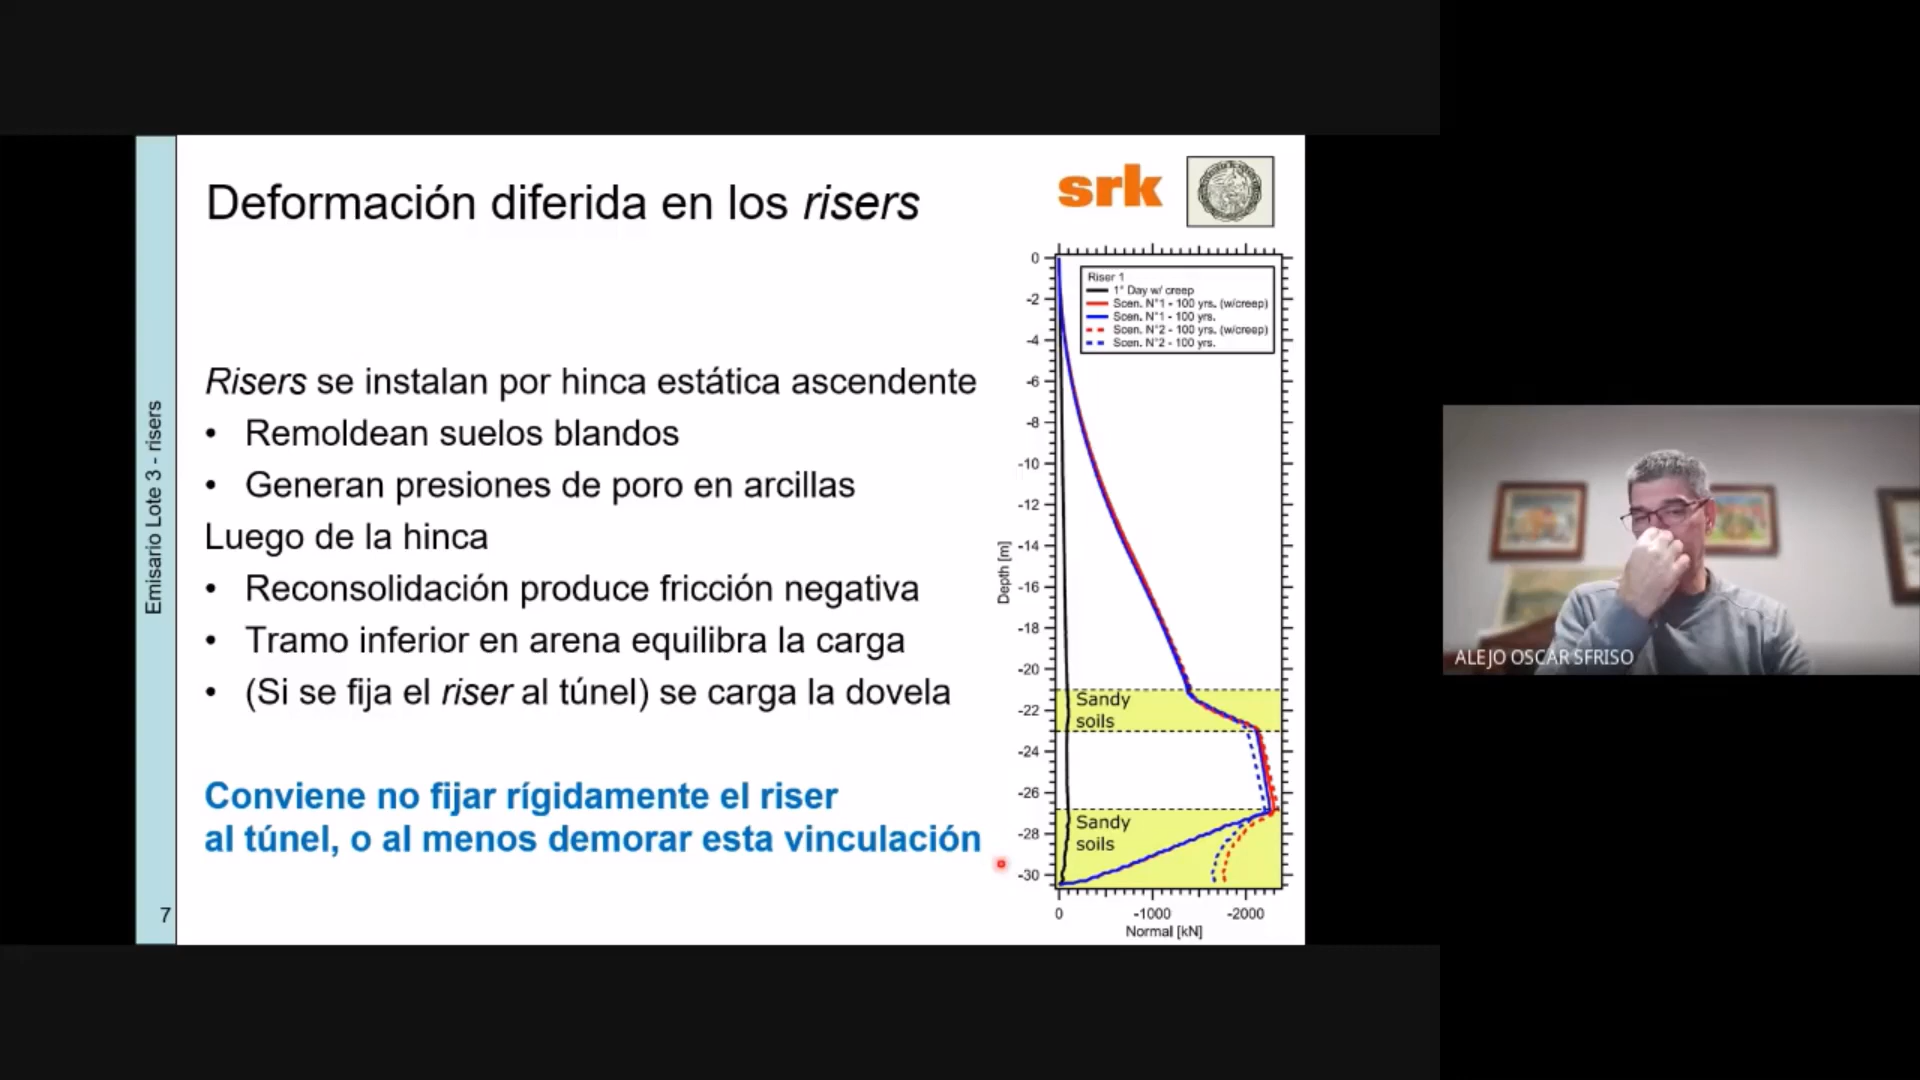 Deformación diferida en los risers
srk
Emisario Lote 3 - risers
Risers se instalan por hinca estática ascendente
• Remoldean suelos blandos
• Generan presiones de poro en arcillas
Luego de la hinca
• Reconsolidación produce fricción negativa
• Tramo inferior en arena equilibra la carga
• (Si se fija el riser al túnel) se carga la dovela
Conviene no fijar rígidamente el riser
al túnel, o al menos demorar esta vinculación
7
Riser 1
1° Day w/ creep
Scen. N°1 - 100 yrs. (w/creep)
Scen. N°1 - 100 yrs.
Scen. N°2 - 100 yrs. (w/creep)
Scen. N°2 - 100 yrs.
0
-2
-4
-6
-8
-10
-12
-14
-16
-18
-20
-22
-24
-26
-28
-30
Depth [m]
Sandy
soils
Sandy
soils
0 -1000 -2000
Normal [kN]
ALEJO OSCAR SFRISO